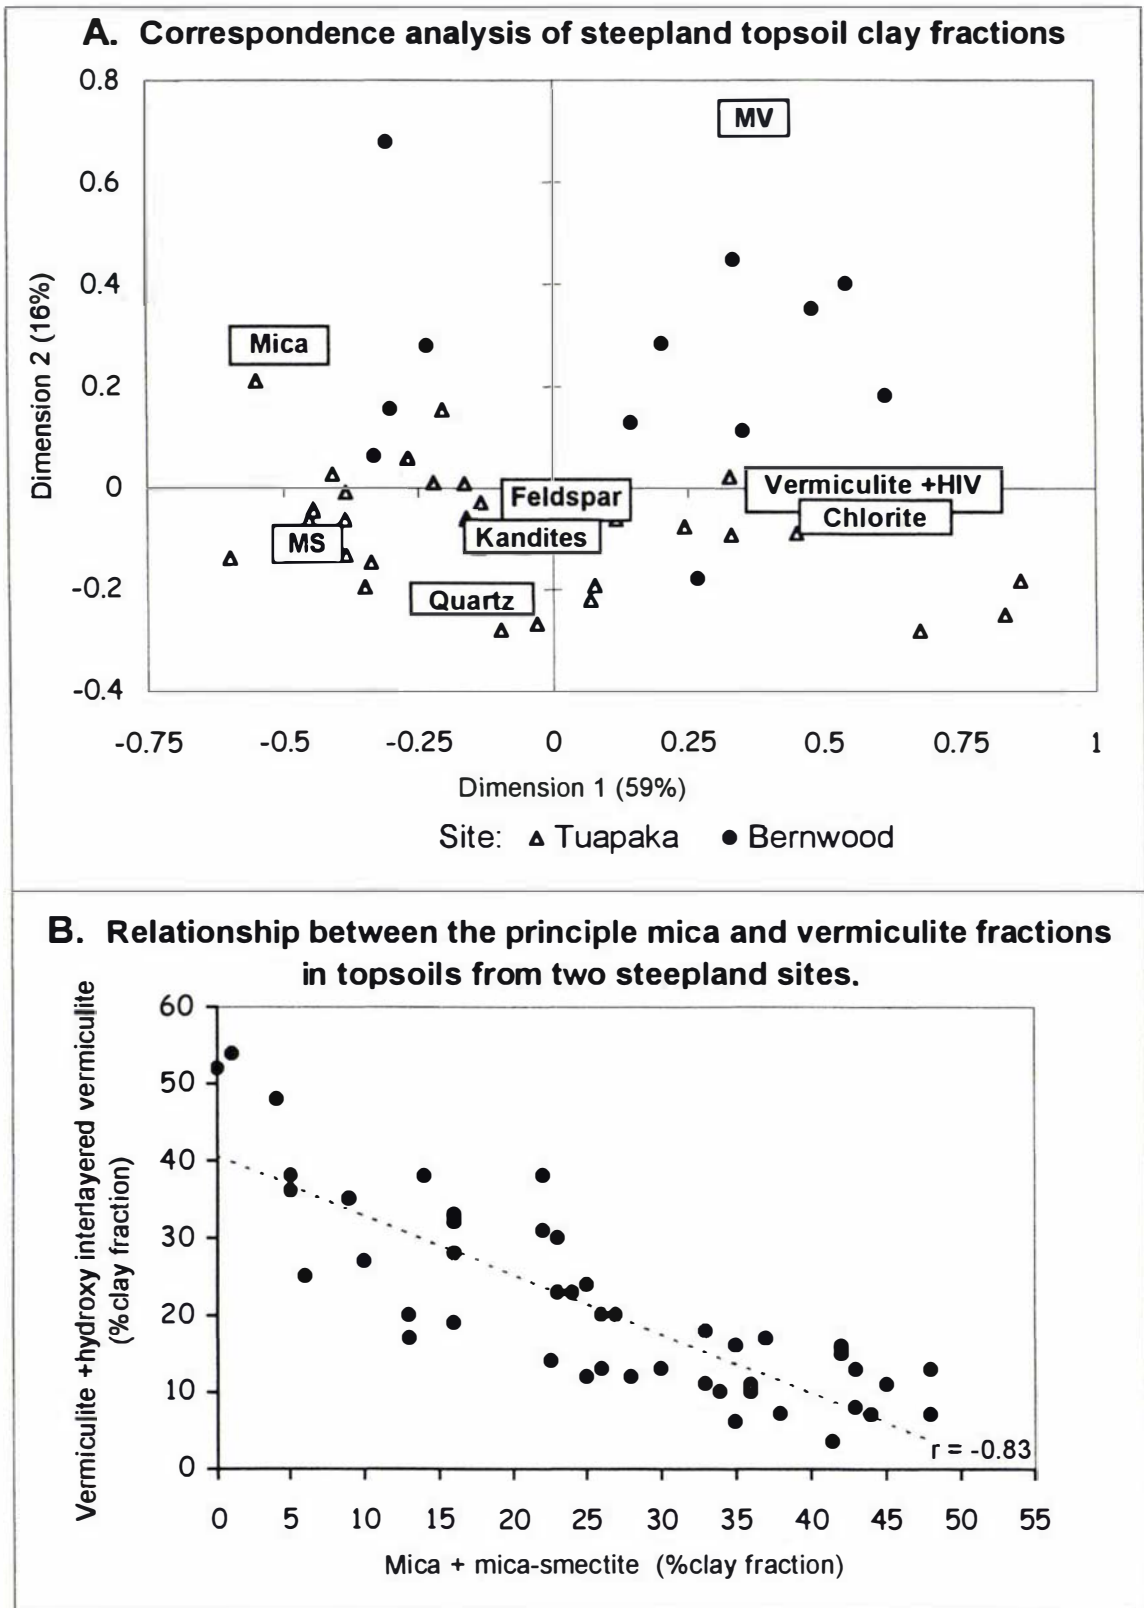 A. Correspondence analysis of steepland topsoil clay fractions
0.8
0.6
0.4
0.2
0
-0.2
-0.4
Dimension 2 (16%)
MV
Mica
Feldspar
Vermiculite +HIV
Chlorite
MS
Kandites
Quartz
-0.75 -0.5 -0.25 0 0.25 0.5 0.75 1
Dimension 1 (59%)
Site: Tuapaka Bernwood
B. Relationship between the principle mica and vermiculite fractions
in topsoils from two steepland sites.
Vermiculite +hydroxy interlayered vermiculite
(%clay fraction)
60
50
40
30
20
10
0
r = -0.83
0 5 10 15 20 25 30 35 40 45 50 55
Mica + mica-smectite (%clay fraction)